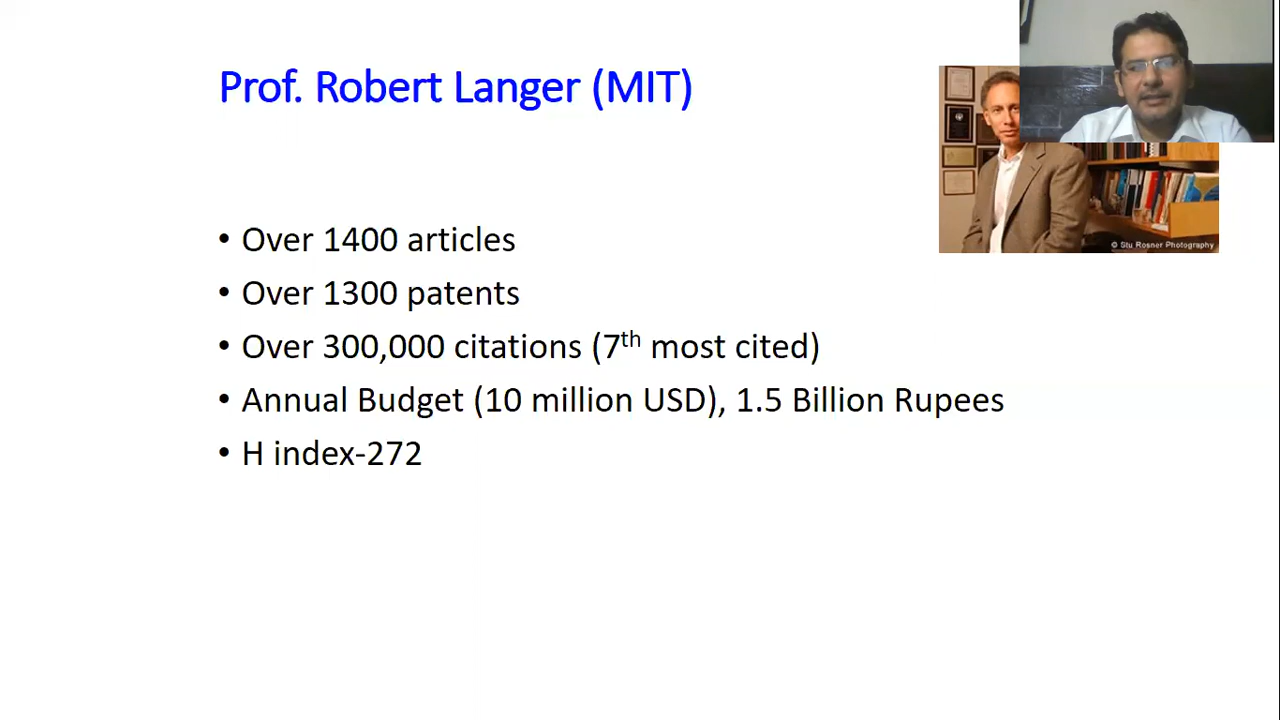 Prof. Robert Langer (MIT)
• Over 1400 articles
• Over 1300 patents
• Over 300,000 citations (7th most cited)
• Annual Budget (10 million USD), 1.5 Billion Rupees
• H index-272
© Stu Rosner Photography